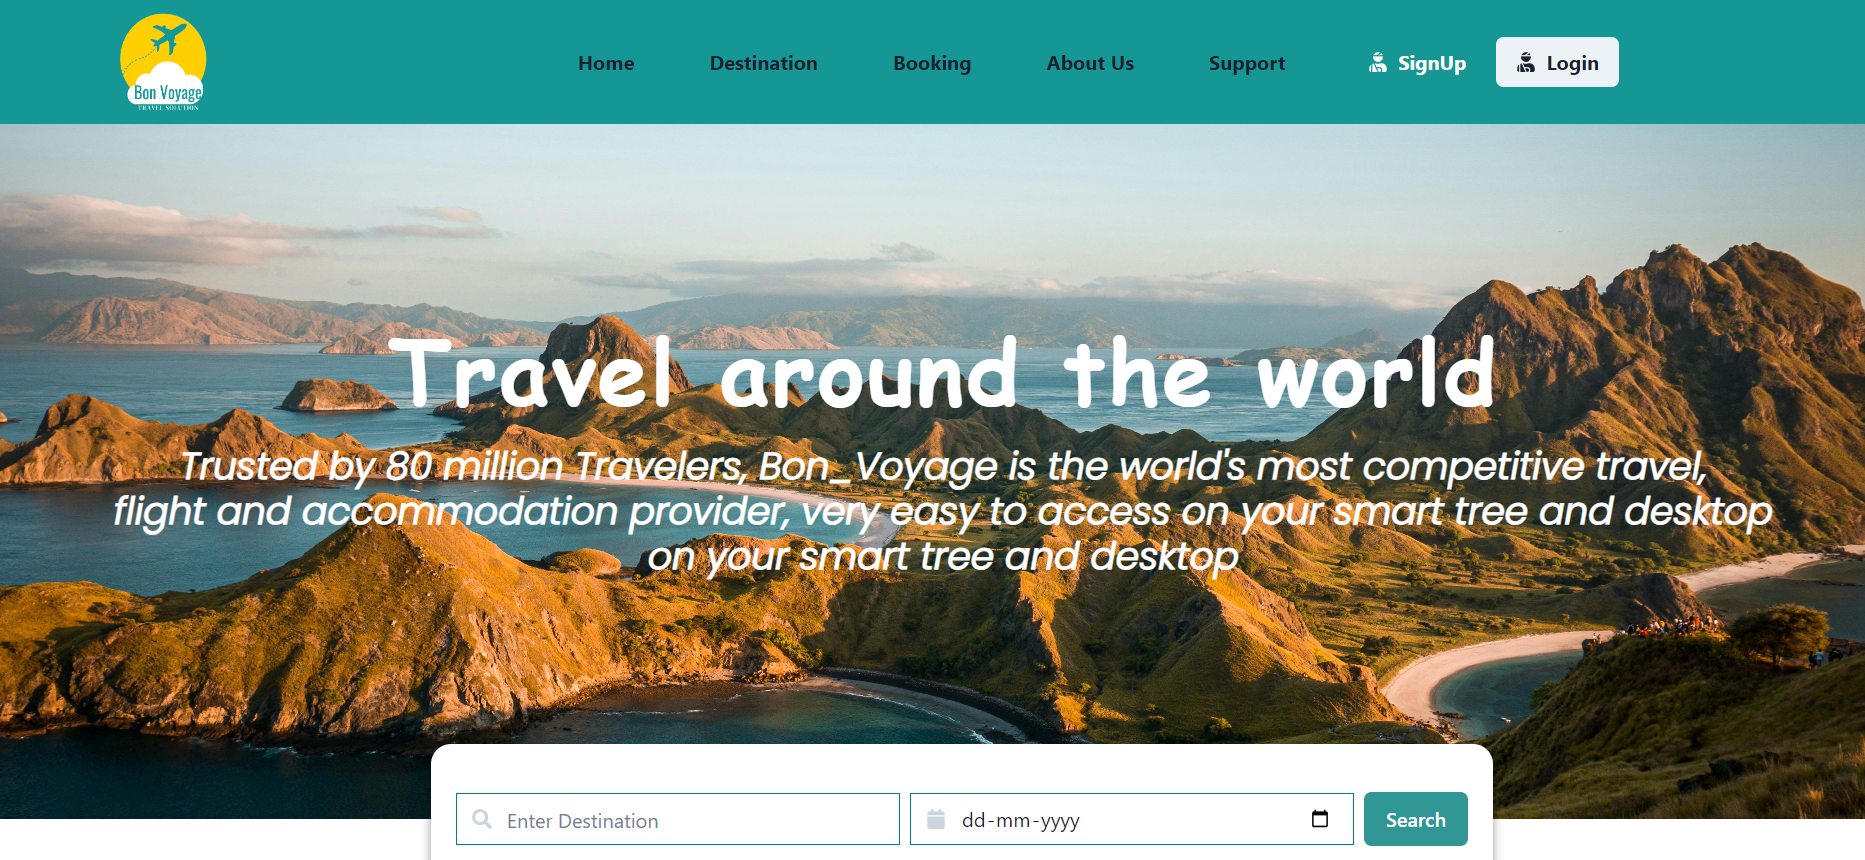 Bon Voyage
TRAVEL SOLUTION
Home
Destination
Booking
About Us
Support
SignUp
Login
Travel around the world
Trusted by 80 million Travelers, Bon_Voyage is the world's most competitive travel,
flight and accommodation provider, very easy to access on your smart tree and desktop
on your smart tree and desktop
Enter Destination
dd-mm-yyyy
Search